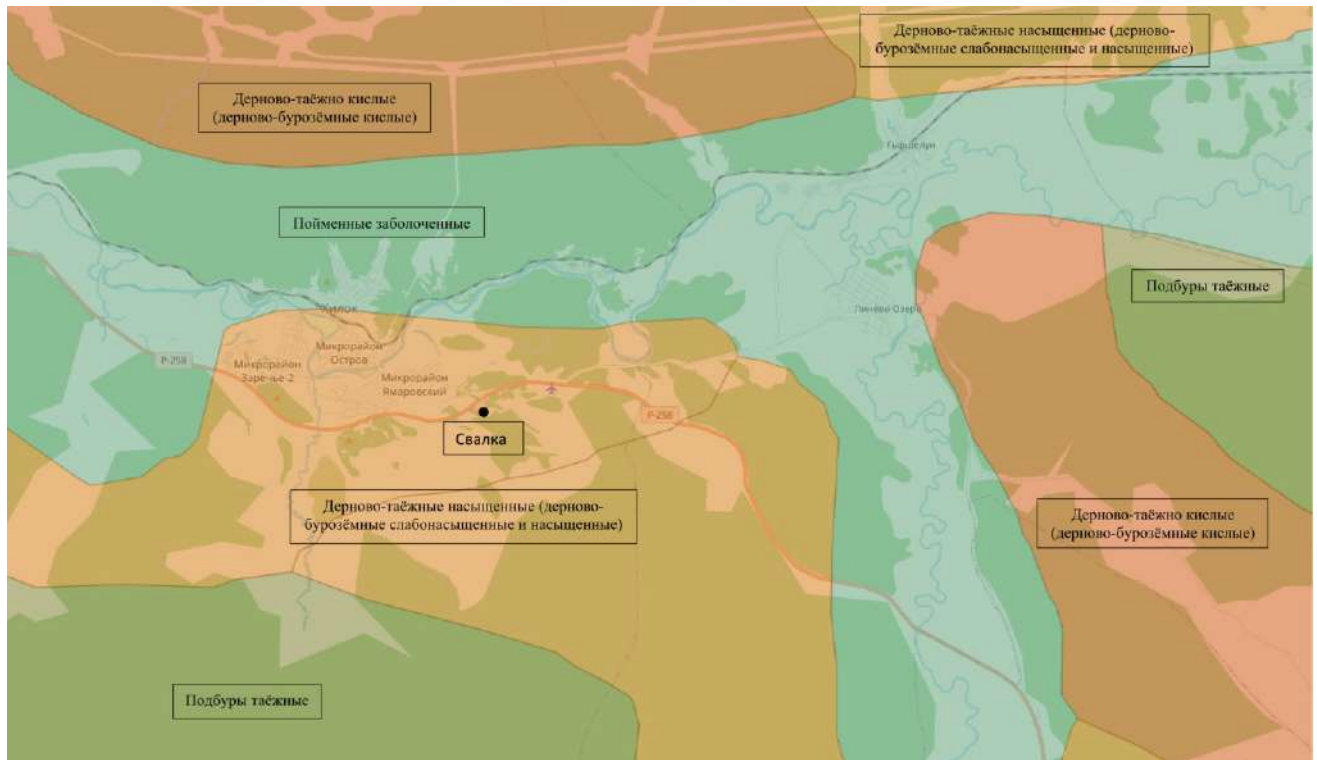 Дерново-таёжные насыщенные (дерново-
бурозёмные слабонасыщенные и насыщенные)
Дерново-таёжно кислые
(дерново-бурозёмные кислые)
Гыршелун
Пойменные заболоченные
Подбуры таёжные
Хилок
Линёво Озеро
Микрорайон
Остров
Р-258
Микрорайон
Заречье-2
Микрорайон
Ямаровский
Р-258
Свалка
Дерново-таёжные насыщенные (дерново-
бурозёмные слабонасыщенные и насыщенные)
Дерново-таёжно кислые
(дерново-бурозёмные кислые)
Подбуры таёжные